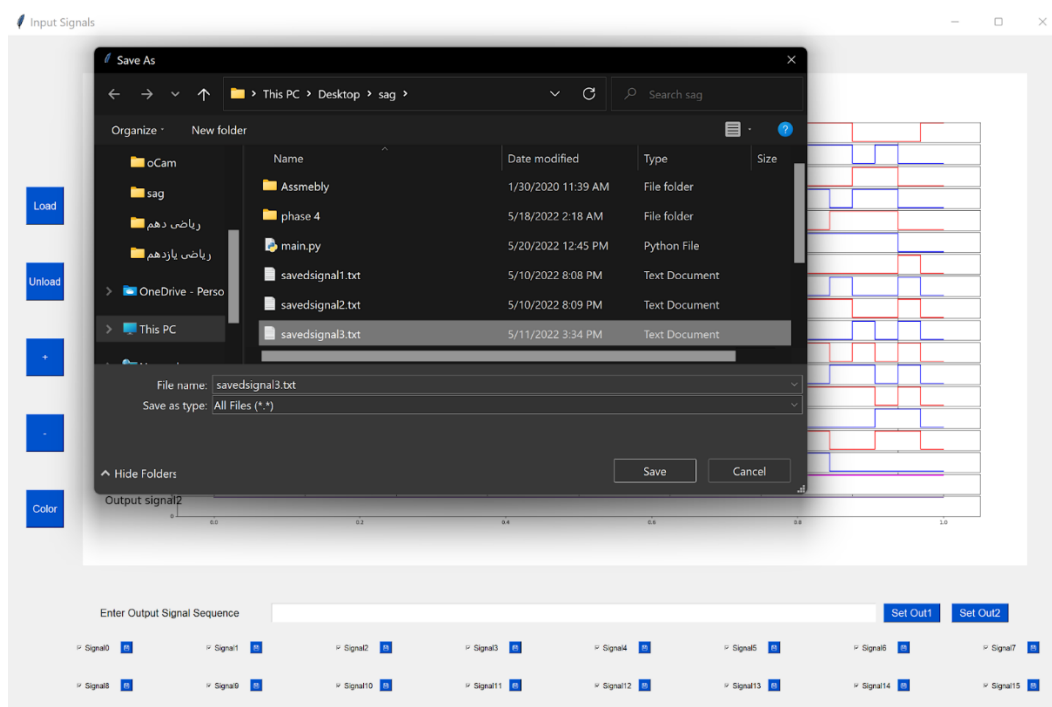 Input Signals
Save As
This PC > Desktop > sag >
Search sag
Organize
New folder
Name
Date modified
Type
Size
oCam
sag
ریاضی دهم
ریاضی یازدهم
OneDrive - Perso
This PC
Assmebly 1/30/2020 11:39 AM File folder
phase 4 5/18/2022 2:18 AM File folder
main.py 5/20/2022 12:45 PM Python File
savedsignal1.txt 5/10/2022 8:08 PM Text Document
savedsignal2.txt 5/10/2022 8:09 PM Text Document
savedsignal3.txt 5/11/2022 3:34 PM Text Document
File name: savedsignal3.txt
Save as type: All Files (*.*)
Hide Folders
Save
Cancel
Load
Unload
+
-
Color
Output signal2
0
0.0 0.2 0.4 0.6 0.8 1.0
Enter Output Signal Sequence
Set Out1
Set Out2
Signal0 Signal1 Signal2 Signal3 Signal4 Signal5 Signal6 Signal7
Signal8 Signal9 Signal10 Signal11 Signal12 Signal13 Signal14 Signal15